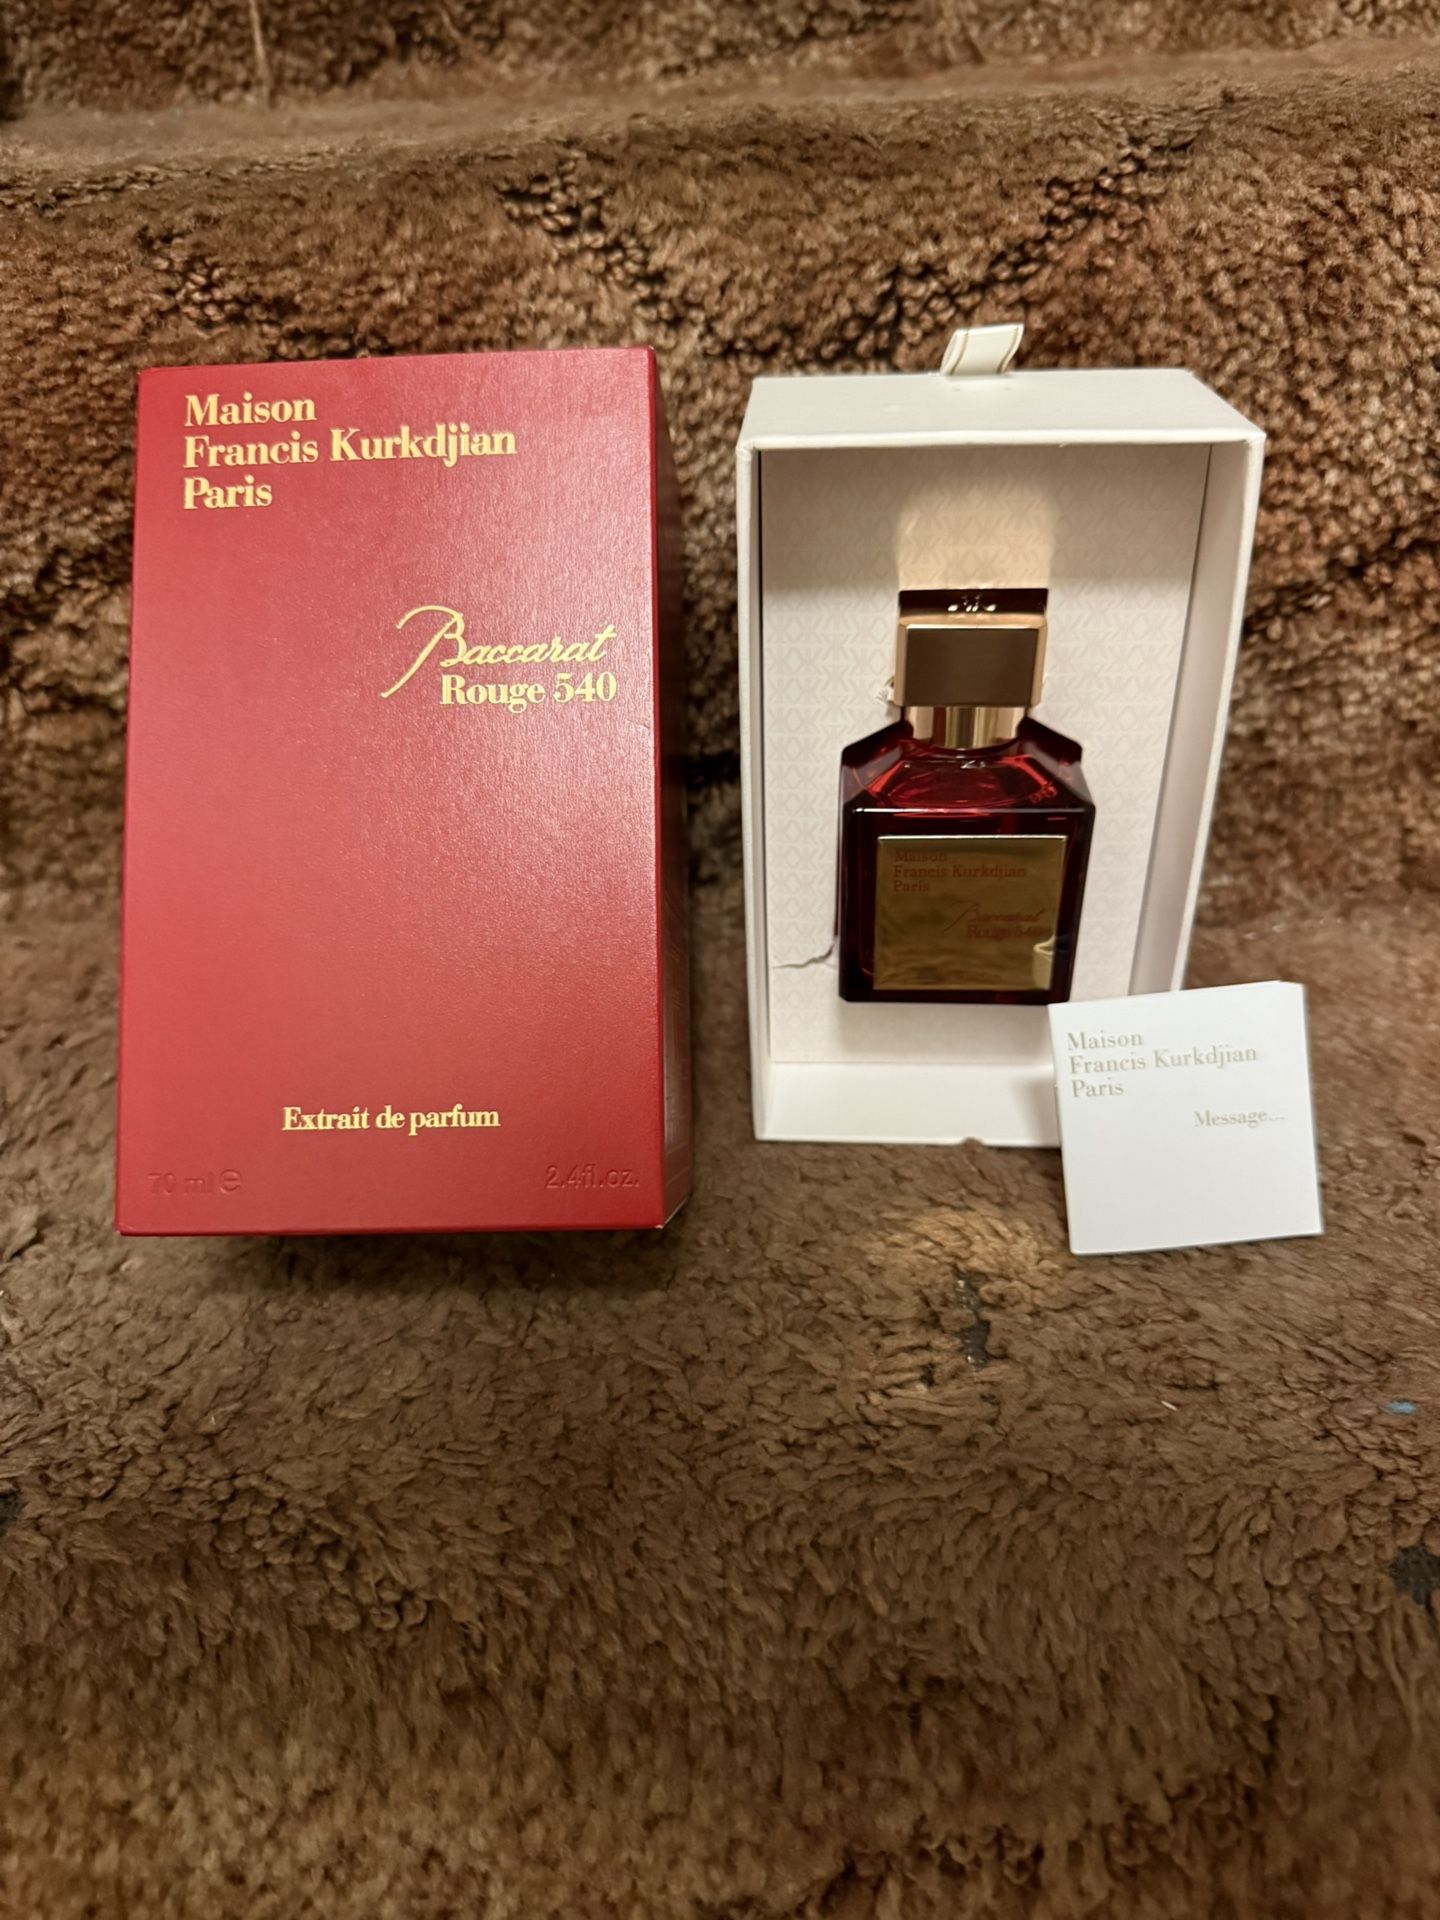 Maison
Francis Kurkdjian
Paris
Baccarat
Rouge 540
Extrait de parfum
70 ml ℮
2.4fl.oz.
Maison
Francis Kurkdjian
Paris
Baccarat
Rouge 540
Maison
Francis Kurkdjian
Paris
Message...